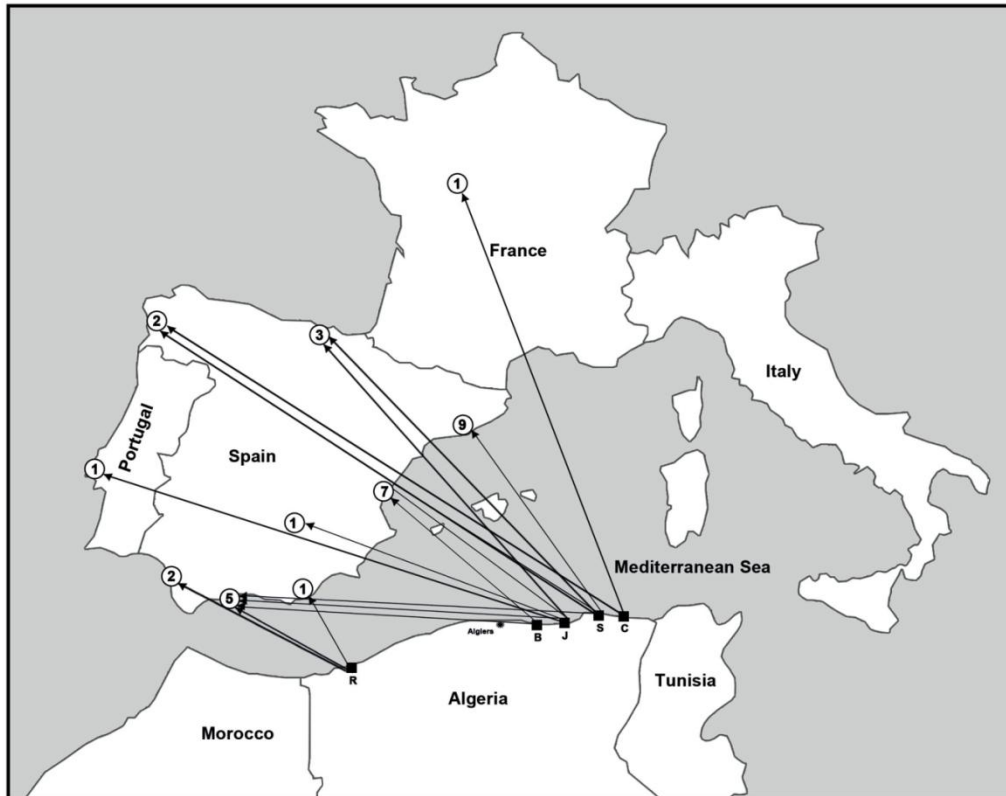 1
France
2
3
Italy
9
Portugal
Spain
1
7
1
Mediterranean Sea
2
1
5
Algiers
B
J
S
C
R
Tunisia
Algeria
Morocco